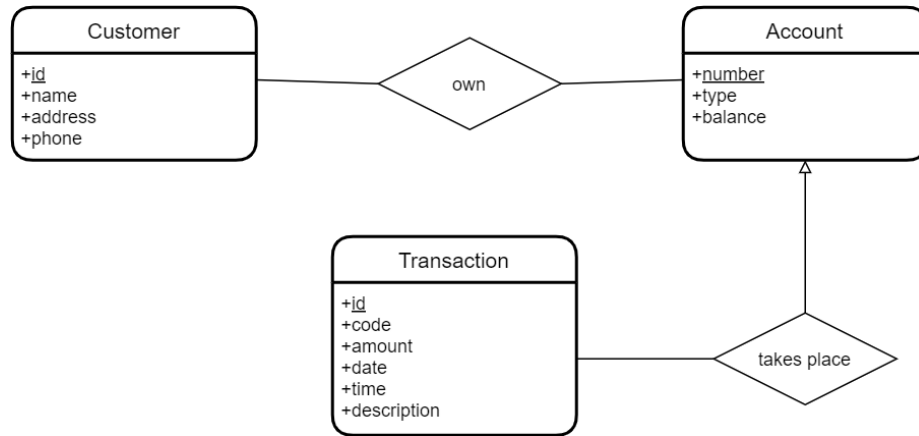 Customer
+id
+name
+address
+phone
own
Account
+number
+type
+balance
Transaction
+id
+code
+amount
+date
+time
+description
takes place